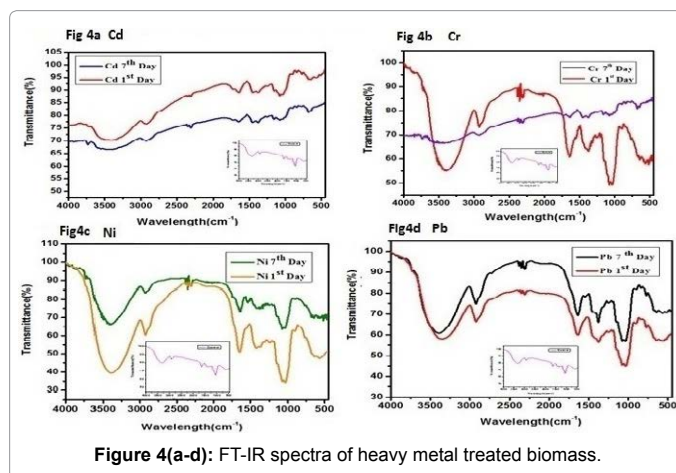 Fig 4a Cd
Cd 7th Day
Cd 1st Day
Transmittance(%)
105
100
95
90
85
80
75
70
65
60
4000 3500 3000 2500 2000 1500 1000 500
Wavelength(cm-1)
Fig 4b Cr
Cr 7th Day
Cr 1st Day
Transmittance(%)
100
90
80
70
60
50
4000 3500 3000 2500 2000 1500 1000 500
Wavelength(cm-1)
Fig4c Ni
Ni 7th Day
Ni 1st Day
Transmittance(%)
110
100
90
80
70
60
50
40
30
4000 3500 3000 2500 2000 1500 1000 500
Wavelength(cm-1)
FIg4d Pb
Pb 7th Day
Pb 1st Day
Transmittance(%)
100
90
80
70
60
50
40
30
4000 3500 3000 2500 2000 1500 1000 500
Wavelength(cm-1)
Figure 4(a-d): FT-IR spectra of heavy metal treated biomass.